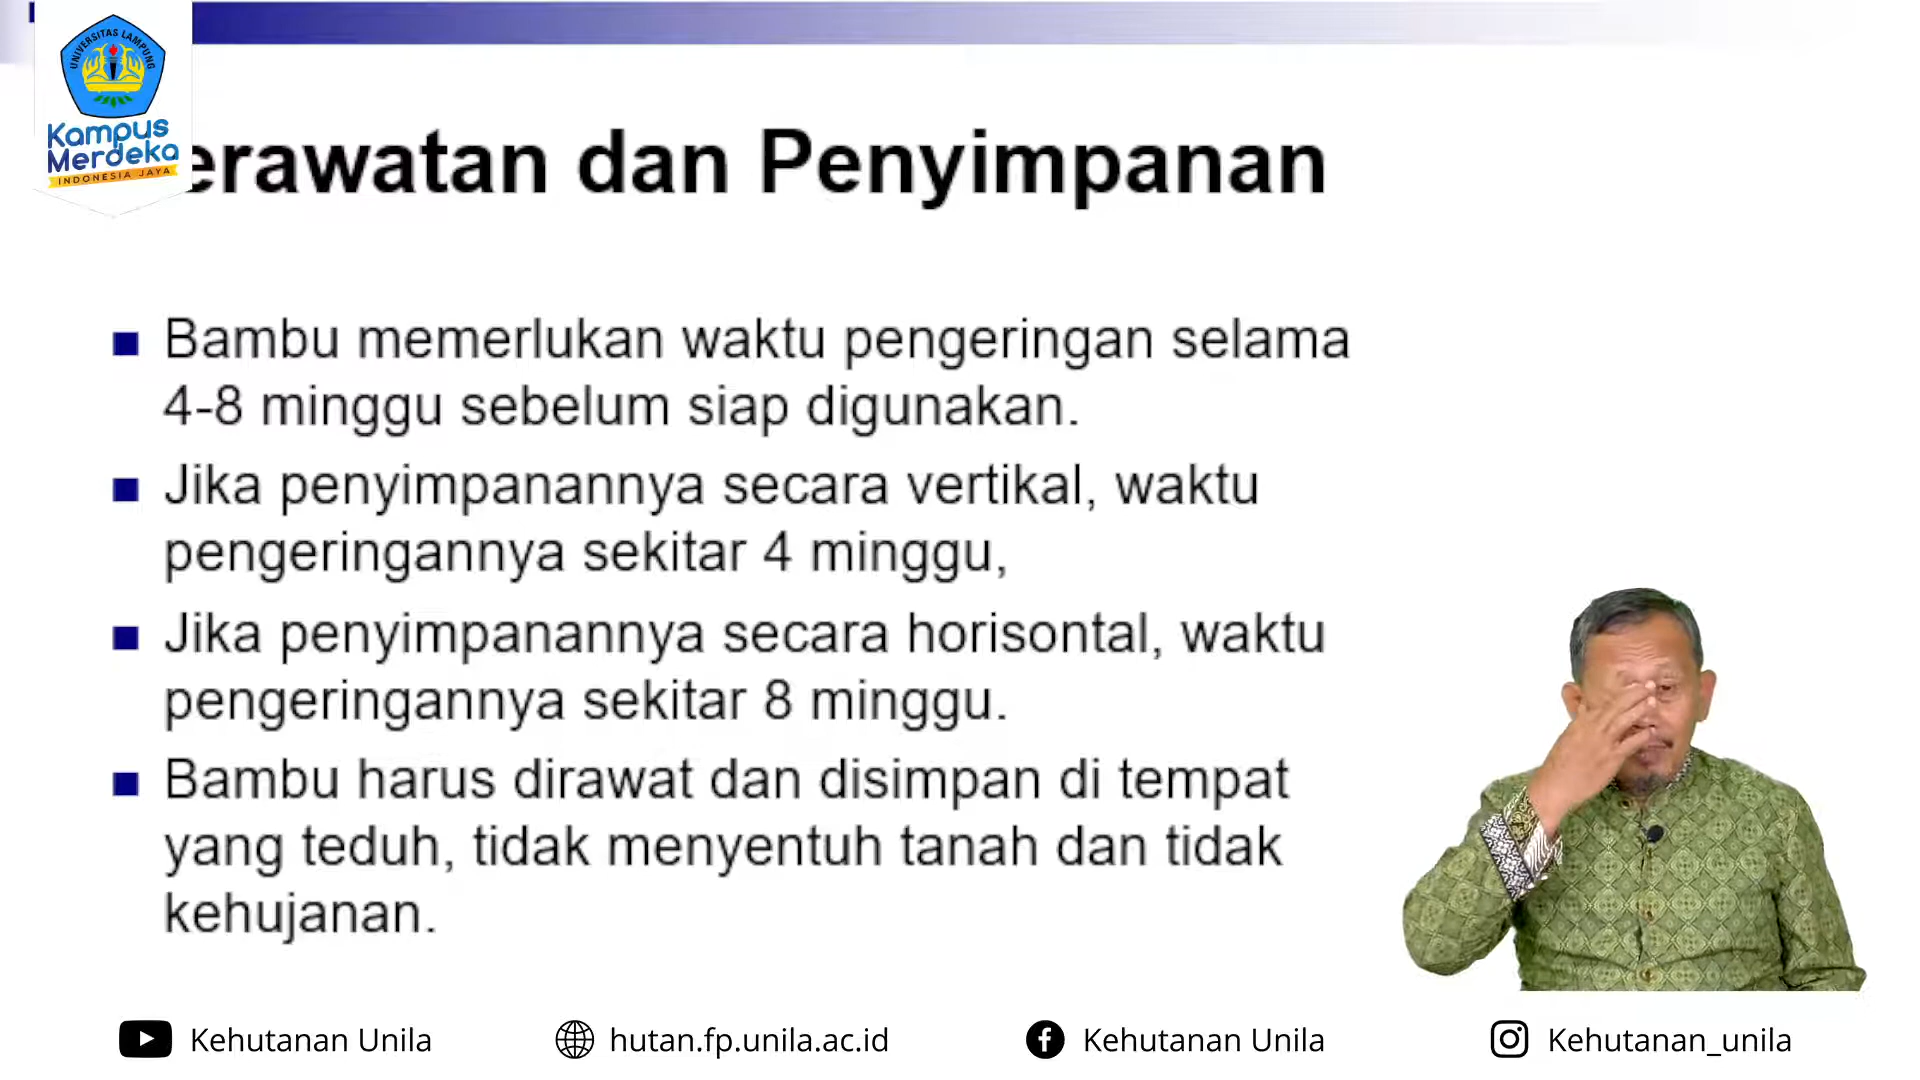 UNIVERSITAS LAMPUNG
Kampus
Merdeka
INDONESIA JAYA
erawatan dan Penyimpanan
Bambu memerlukan waktu pengeringan selama
4-8 minggu sebelum siap digunakan.
Jika penyimpanannya secara vertikal, waktu
pengeringannya sekitar 4 minggu,
Jika penyimpanannya secara horisontal, waktu
pengeringannya sekitar 8 minggu.
Bambu harus dirawat dan disimpan di tempat
yang teduh, tidak menyentuh tanah dan tidak
kehujanan.
Kehutanan Unila
hutan.fp.unila.ac.id
Kehutanan Unila
Kehutanan_unila